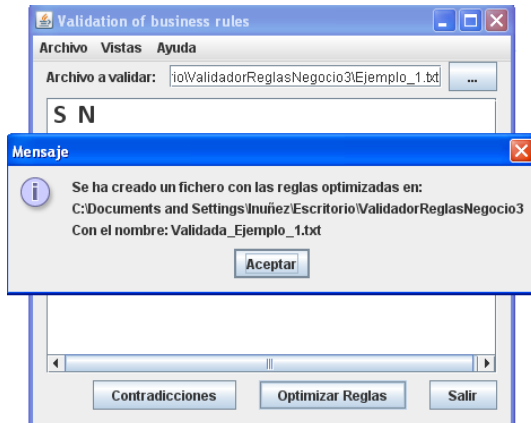 Validation of business rules
Archivo Vistas Ayuda
Archivo a validar: rio\ValidadorReglasNegocio3\Ejemplo_1.txt ...
S N
Mensaje
Se ha creado un fichero con las reglas optimizadas en:
C:\Documents and Settings\lnuñez\Escritorio\ValidadorReglasNegocio3
Con el nombre: Validada_Ejemplo_1.txt
Aceptar
Contradicciones Optimizar Reglas Salir